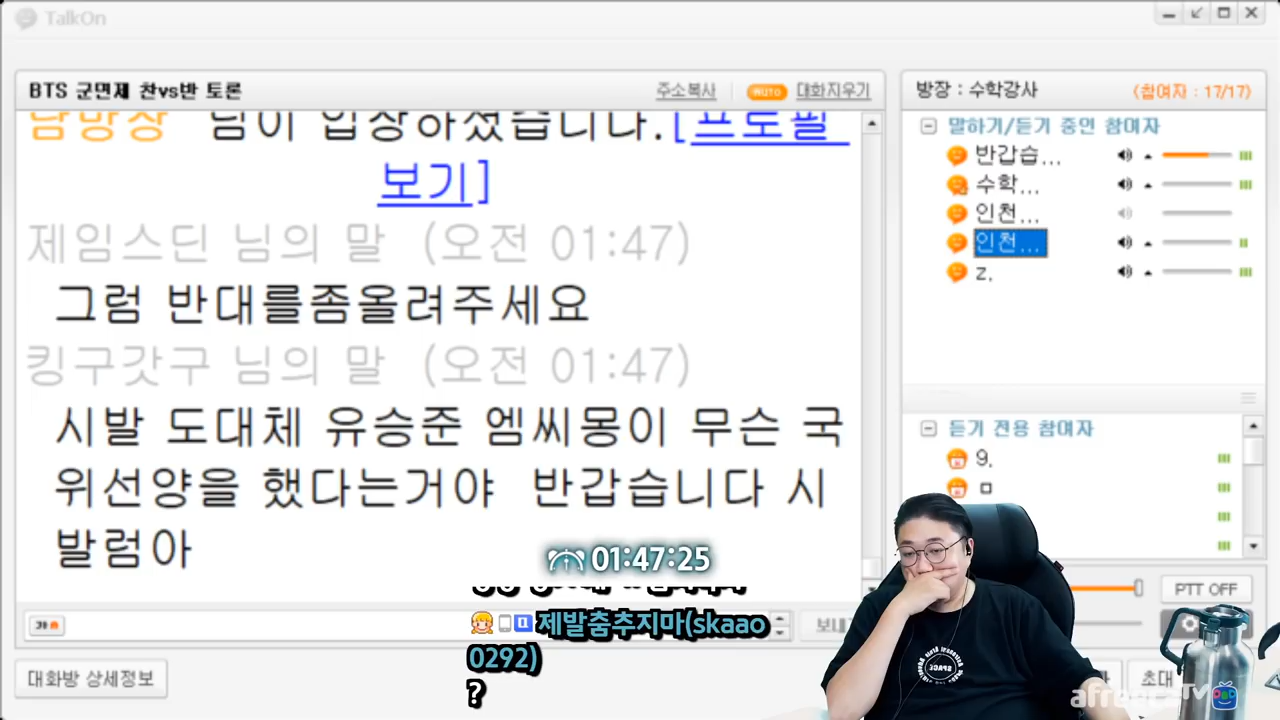 TalkOn
BTS 군면제 찬vs반 토론
주소복사
AUTO
대화지우기
님이 입장하셨습니다.[프로필
보기]
제임스딘 님의 말 (오전 01:47)
그럼 반대를좀올려주세요
킹구갓구 님의 말 (오전 01:47)
시발 도대체 유승준 엠씨몽이 무슨 국
위선양을 했다는거야 반갑습니다 시
발럼아
01:47:25
제발춤추지마(skaao
0292)
?
가
보내
대화방 상세정보
방장 : 수학강사
(참여자 : 17/17)
말하기/듣기 중인 참여자
반갑습...
수학...
인천...
인천...
z.
듣기 전용 참여자
9.
ㅁ
PTT OFF
초대
SPACE
afreecaTV